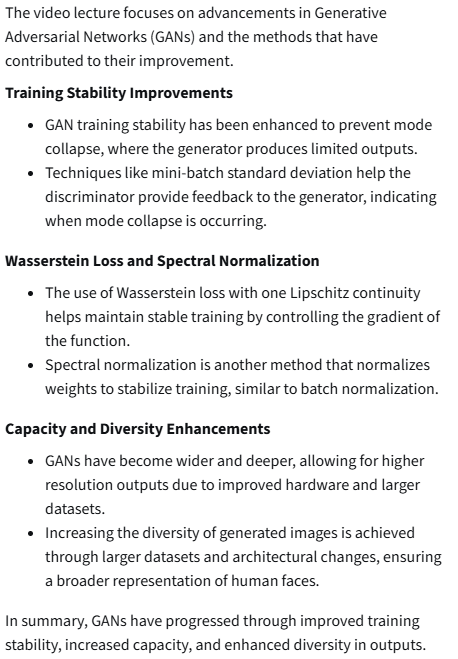 The video lecture focuses on advancements in Generative
Adversarial Networks (GANs) and the methods that have
contributed to their improvement.
Training Stability Improvements
• GAN training stability has been enhanced to prevent mode
collapse, where the generator produces limited outputs.
• Techniques like mini-batch standard deviation help the
discriminator provide feedback to the generator, indicating
when mode collapse is occurring.
Wasserstein Loss and Spectral Normalization
• The use of Wasserstein loss with one Lipschitz continuity
helps maintain stable training by controlling the gradient of
the function.
• Spectral normalization is another method that normalizes
weights to stabilize training, similar to batch normalization.
Capacity and Diversity Enhancements
• GANs have become wider and deeper, allowing for higher
resolution outputs due to improved hardware and larger
datasets.
• Increasing the diversity of generated images is achieved
through larger datasets and architectural changes, ensuring
a broader representation of human faces.
In summary, GANs have progressed through improved training
stability, increased capacity, and enhanced diversity in outputs.